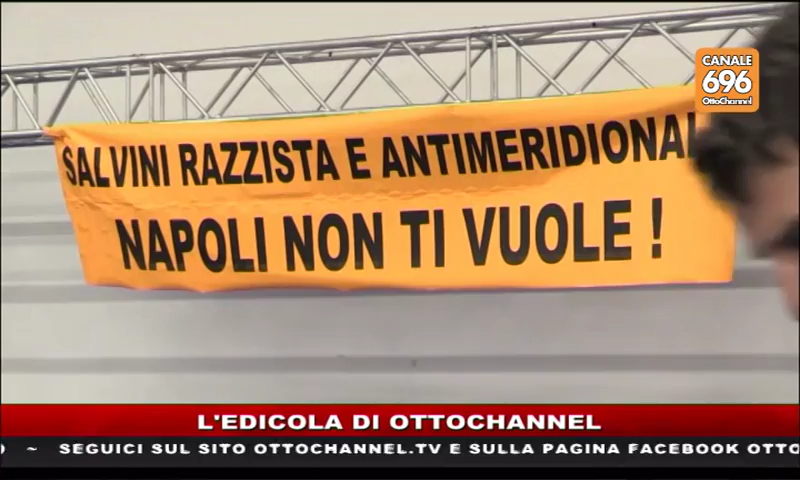 CANALE
696
OttoChannel
SALVINI RAZZISTA E ANTIMERIDIONAL
NAPOLI NON TI VUOLE !
L'EDICOLA DI OTTOCHANNEL
O ~ SEGUICI SUL SITO OTTOCHANNEL.TV E SULLA PAGINA FACEBOOK OTTO